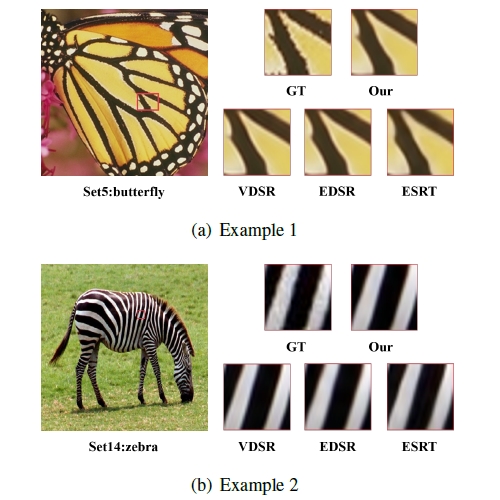 GT Our
Set5:butterfly VDSR EDSR ESRT
(a) Example 1
GT Our
Set14:zebra VDSR EDSR ESRT
(b) Example 2